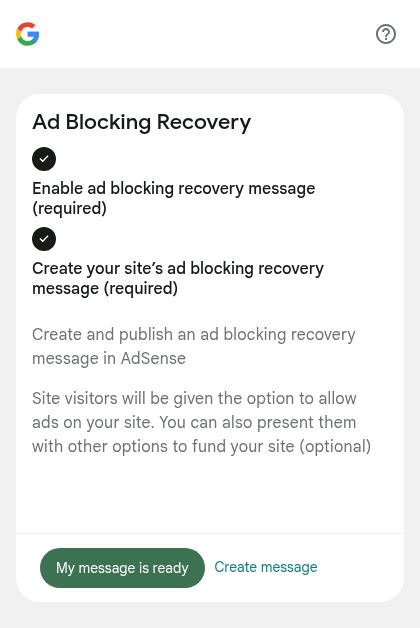 Ad Blocking Recovery
Enable ad blocking recovery message
(required)
Create your site’s ad blocking recovery
message (required)
Create and publish an ad blocking recovery
message in AdSense
Site visitors will be given the option to allow
ads on your site. You can also present them
with other options to fund your site (optional)
My message is ready
Create message